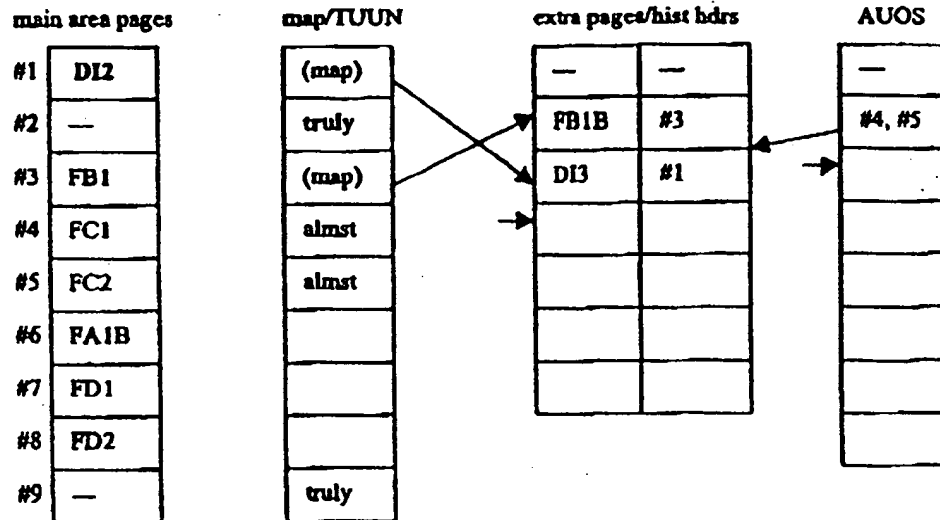 main area pages map/TUUN extra pages/hist hdrs AUOS
#1 DI2 (map) — — —
#2 — truly FB1B #3 #4, #5
#3 FB1 (map) DI3 #1
#4 FC1 almst
#5 FC2 almst
#6 FA1B
#7 FD1
#8 FD2
#9 — truly